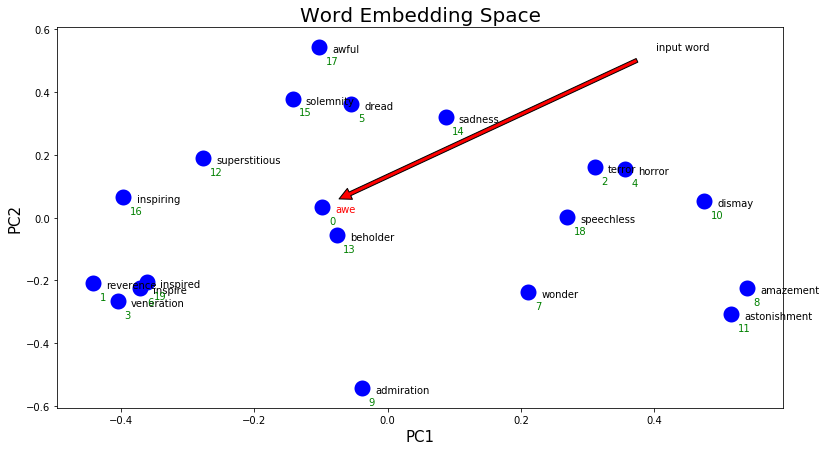 Word Embedding Space
input word
awful
17
solemnity
15
dread
5
sadness
14
superstitious
12
terror
2
horror
4
inspiring
16
dismay
10
awe
0
speechless
18
beholder
13
reverence
1
inspired
19
inspire
6
veneration
3
wonder
7
amazement
8
astonishment
11
admiration
9
0.6
0.4
0.2
0.0
−0.2
−0.4
−0.6
PC2
−0.4
−0.2
0.0
0.2
0.4
PC1